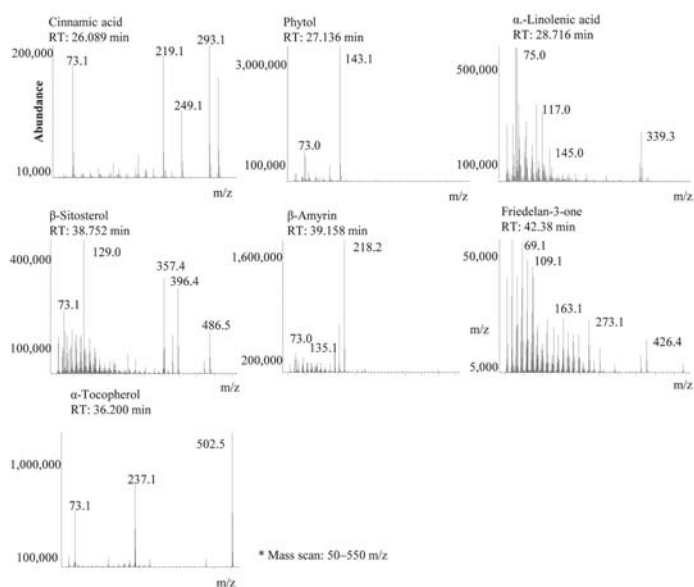 Cinnamic acid
RT: 26.089 min
200,000
Abundance
10,000
73.1
219.1
249.1
293.1
m/z
Phytol
RT: 27.136 min
3,000,000
100,000
73.0
143.1
m/z
α.-Linolenic acid
RT: 28.716 min
500,000
100,000
75.0
117.0
145.0
339.3
m/z
β-Sitosterol
RT: 38.752 min
400,000
100,000
73.1
129.0
357.4
396.4
486.5
m/z
β-Amyrin
RT: 39.158 min
1,600,000
200,000
73.0
135.1
218.2
m/z
Friedelan-3-one
RT: 42.38 min
50,000
m/z
5,000
69.1
109.1
163.1
273.1
426.4
m/z
α-Tocopherol
RT: 36.200 min
1,000,000
100,000
73.1
237.1
502.5
m/z
* Mass scan: 50–550 m/z